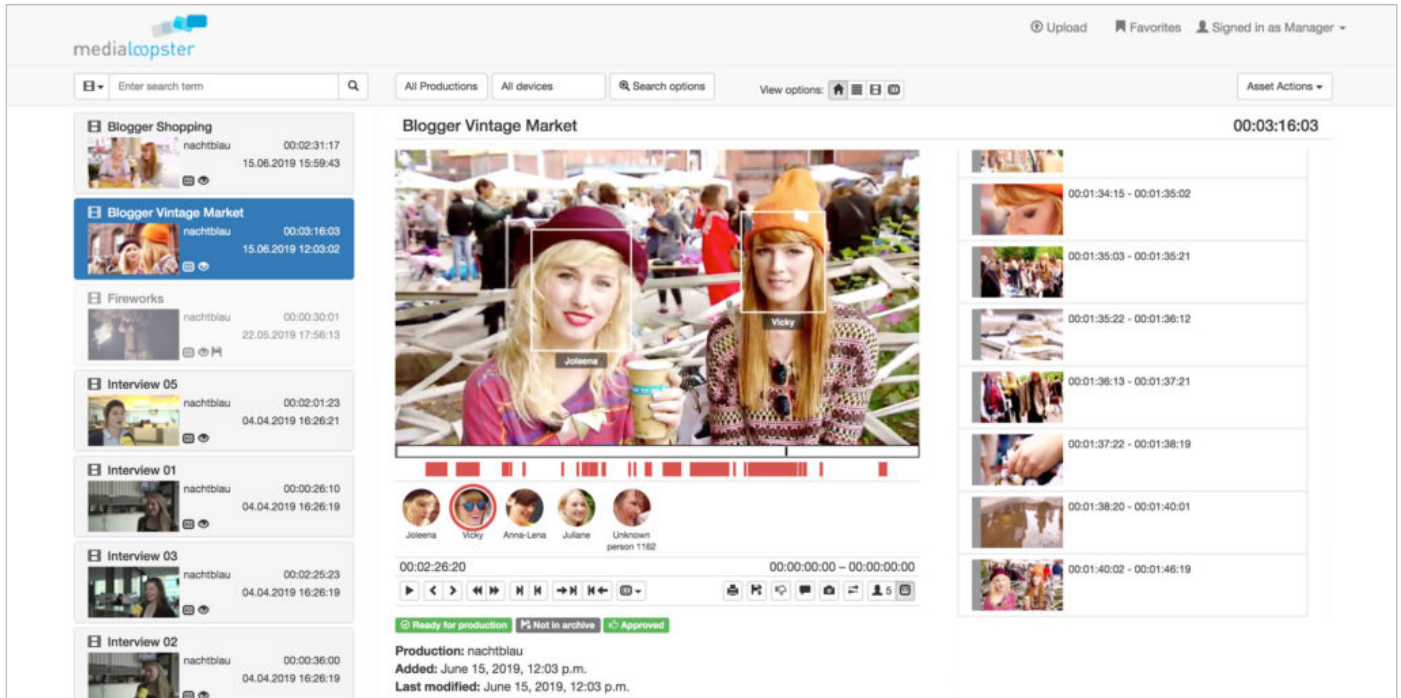 medialoopster
Upload
Favorites
Signed in as Manager
Enter search term
All Productions
All devices
Search options
View options:
Asset Actions
Blogger Shopping
nachtblau 00:02:31:17
15.06.2019 15:59:43
Blogger Vintage Market
nachtblau 00:03:16:03
15.06.2019 12:03:02
Fireworks
nachtblau 00:00:30:01
22.05.2019 17:56:13
Interview 05
nachtblau 00:02:01:23
04.04.2019 16:26:21
Interview 01
nachtblau 00:00:26:10
04.04.2019 16:26:19
Interview 03
nachtblau 00:02:25:23
04.04.2019 16:26:19
Interview 02
nachtblau 00:00:36:00
04.04.2019 16:26:19
Blogger Vintage Market 00:03:16:03
Joleena
Vicky
Joleena Vicky Anna-Lena Juliane Unknown
person 1162
00:02:26:20 00:00:00:00 – 00:00:00:00
5
Ready for production Not in archive Approved
Production: nachtblau
Added: June 15, 2019, 12:03 p.m.
Last modified: June 15, 2019, 12:03 p.m.
00:01:34:15 - 00:01:35:02
00:01:35:03 - 00:01:35:21
00:01:35:22 - 00:01:36:12
00:01:36:13 - 00:01:37:21
00:01:37:22 - 00:01:38:19
00:01:38:20 - 00:01:40:01
00:01:40:02 - 00:01:46:19